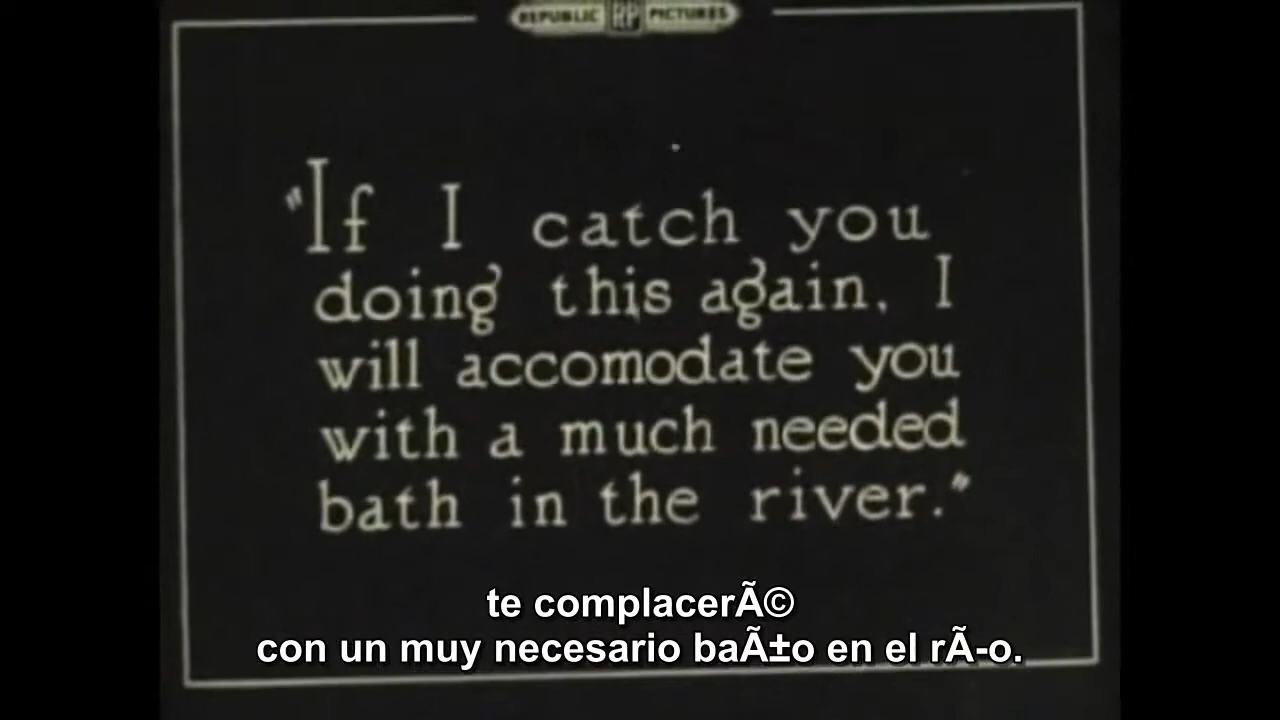 REPUBLIC RP PICTURES
"If I catch you
doing this again, I
will accomodate you
with a much needed
bath in the river."
te complacerÃ©
con un muy necesario baÃ±o en el rÃ-o.